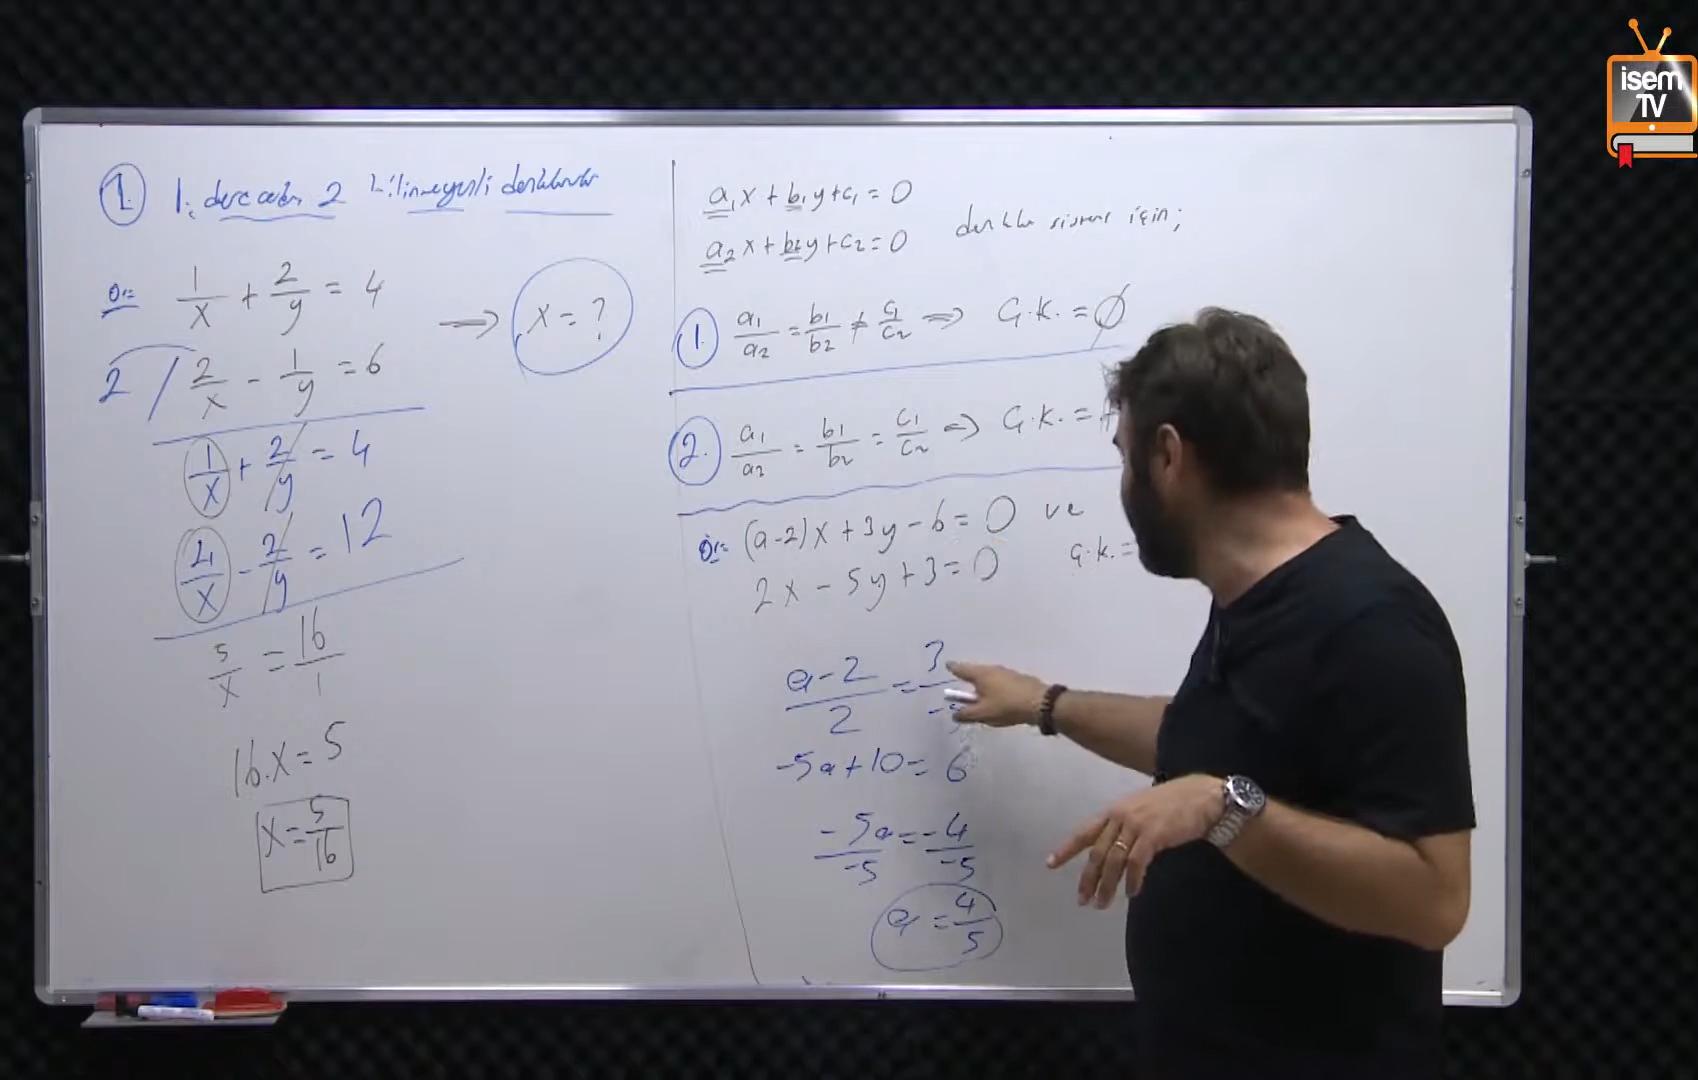 1. 1. dereceden 2 bilinmeyenli denklemler
Ör: 1/x + 2/y = 4
⇒ x = ?
2 / 2/x - 1/y = 6
1/x + 2/y = 4
4/x - 2/y = 12
5/x = 16/1
16.x = 5
x = 5/16
a₁x + b₁y + c₁ = 0
a₂x + b₂y + c₂ = 0
denklem sistemi için;
1. a₁/a₂ = b₁/b₂ ≠ c₁/c₂ ⇒ Ç.K. = ∅
2. a₁/a₂ = b₁/b₂ = c₁/c₂ ⇒ Ç.K. =
Ör: (a-2)x + 3y - 6 = 0 ve
2x - 5y + 3 = 0 Ç.K. =
a-2/2 = 3/-5
-5a + 10 = 6
-5a/-5 = -4/-5
a = 4/5
isem
TV